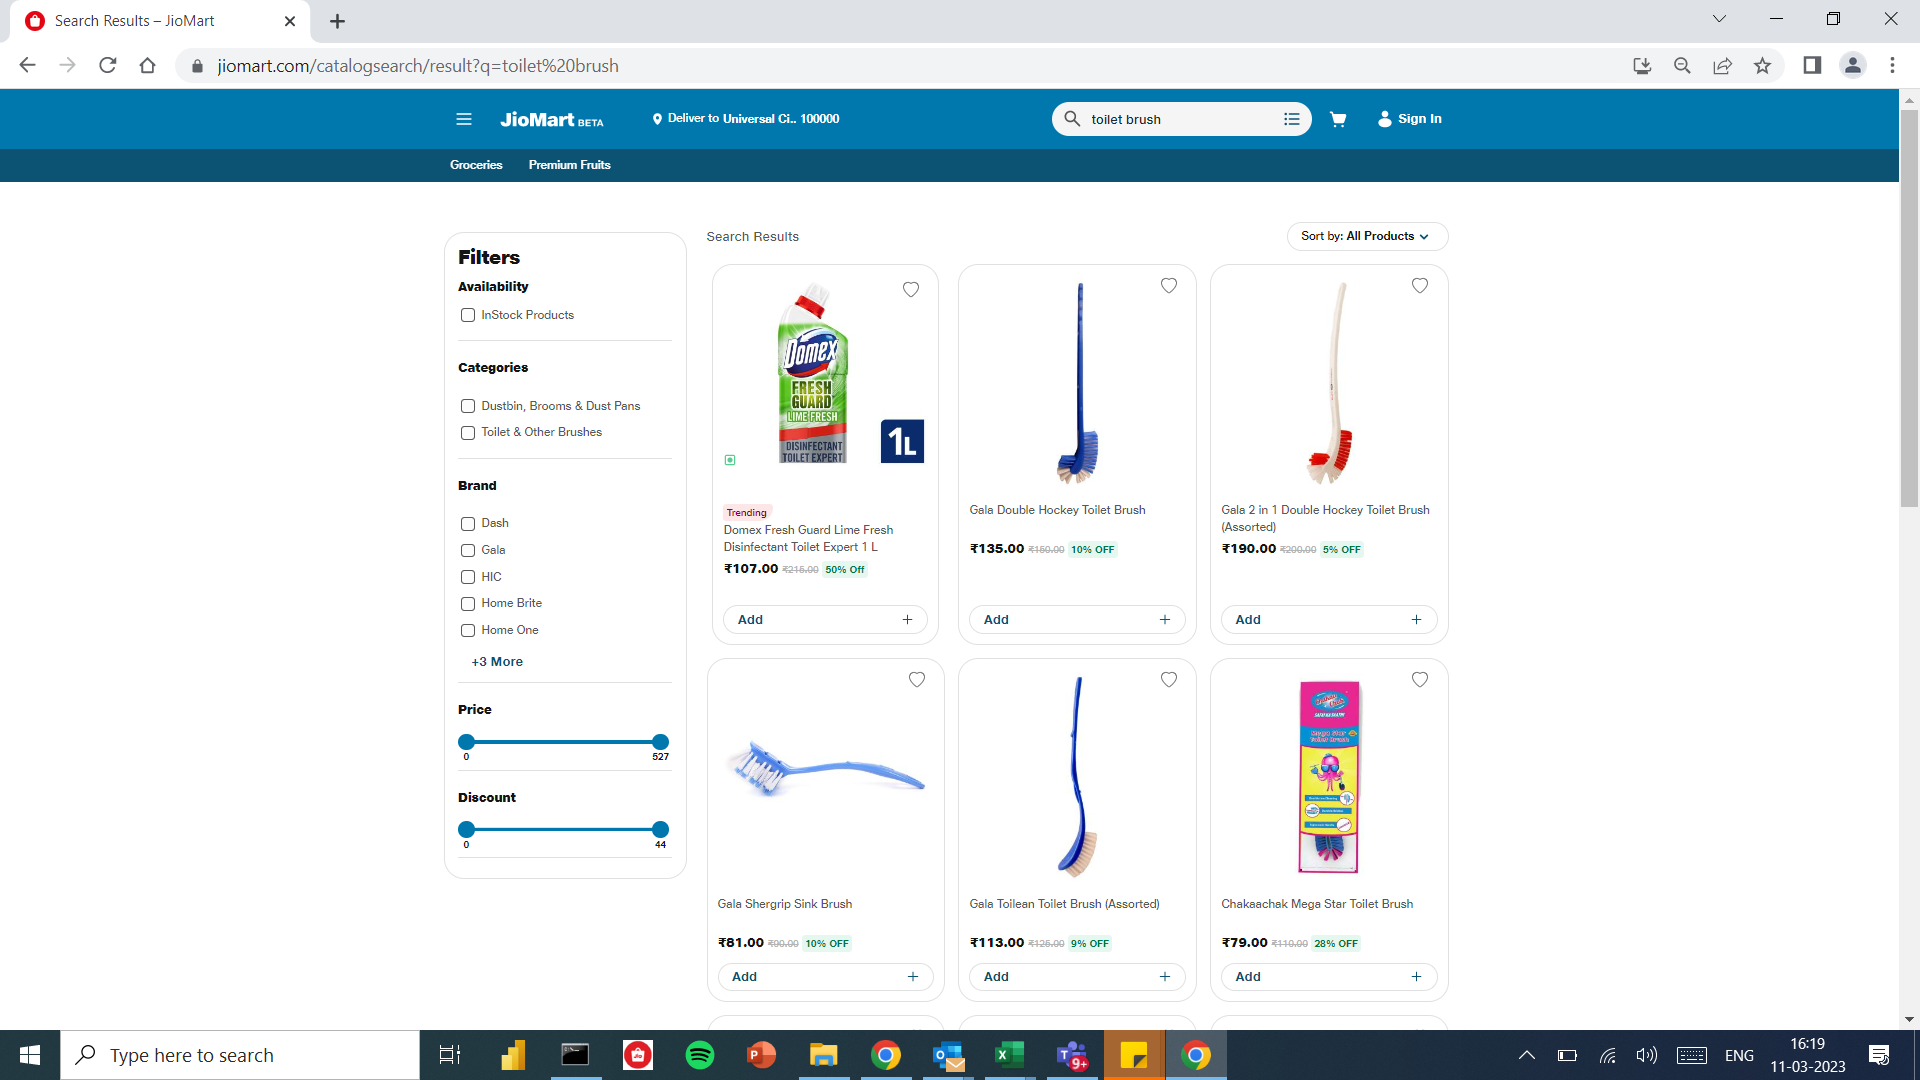 Search Results – JioMart
jiomart.com/catalogsearch/result?q=toilet%20brush
JioMart BETA
Deliver to Universal Ci.. 100000
toilet brush
Sign In
Groceries
Premium Fruits
Filters
Availability
InStock Products
Categories
Dustbin, Brooms & Dust Pans
Toilet & Other Brushes
Brand
Dash
Gala
HIC
Home Brite
Home One
+3 More
Price
0
527
Discount
0
44
Search Results
Sort by: All Products
Domex
FRESH
GUARD
LIME FRESH
DISINFECTANT
TOILET EXPERT
1L
Trending
Domex Fresh Guard Lime Fresh
Disinfectant Toilet Expert 1 L
₹107.00 ₹215.00 50% Off
Add
Gala Double Hockey Toilet Brush
₹135.00 ₹150.00 10% OFF
Add
Gala 2 in 1 Double Hockey Toilet Brush
(Assorted)
₹190.00 ₹200.00 5% OFF
Add
Gala Shergrip Sink Brush
₹81.00 ₹90.00 10% OFF
Add
Gala Toilean Toilet Brush (Assorted)
₹113.00 ₹125.00 9% OFF
Add
Mega Star
Toilet Brush
Chakaachak Mega Star Toilet Brush
₹79.00 ₹110.00 28% OFF
Add
Type here to search
9+
ENG
16:19
11-03-2023